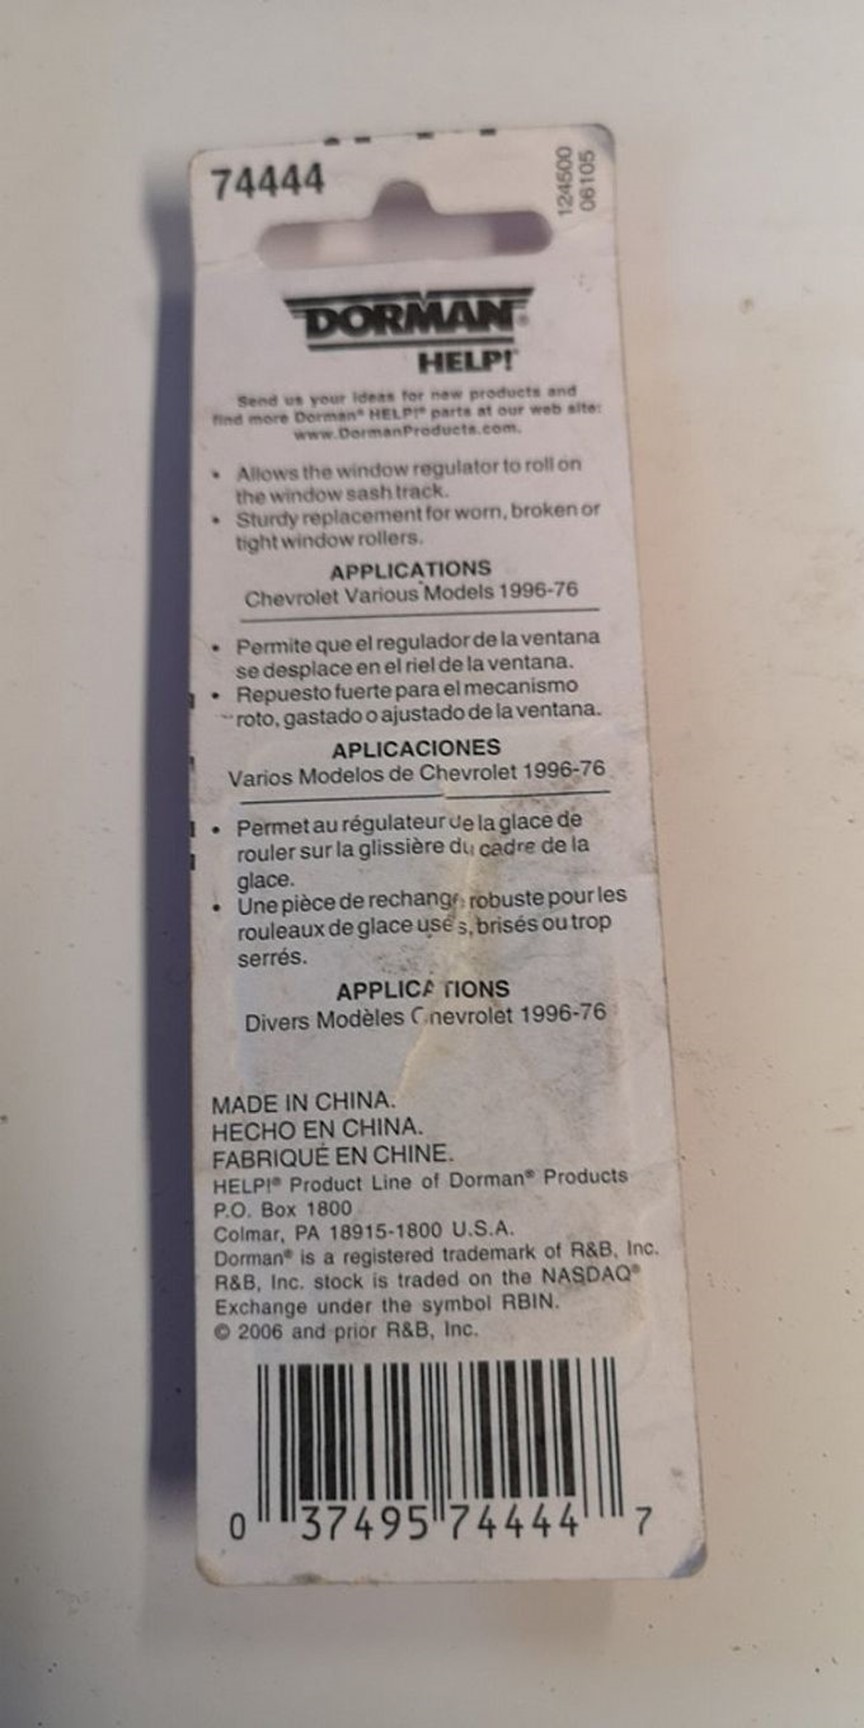 74444
124500
06105
DORMAN®
HELP!
Send us your ideas for new products and
find more Dorman® HELP!® parts at our web site:
www.DormanProducts.com.
• Allows the window regulator to roll on
the window sash track.
• Sturdy replacement for worn, broken or
tight window rollers.
APPLICATIONS
Chevrolet Various Models 1996-76
• Permite que el regulador de la ventana
se desplace en el riel de la ventana.
• Repuesto fuerte para el mecanismo
roto, gastado o ajustado de la ventana.
APLICACIONES
Varios Modelos de Chevrolet 1996-76
• Permet au régulateur de la glace de
rouler sur la glissière du cadre de la
glace.
• Une pièce de rechange robuste pour les
rouleaux de glace usés, brisés ou trop
serrés.
APPLICATIONS
Divers Modèles Chevrolet 1996-76
MADE IN CHINA.
HECHO EN CHINA.
FABRIQUÉ EN CHINE.
HELP!® Product Line of Dorman® Products
P.O. Box 1800
Colmar, PA 18915-1800 U.S.A.
Dorman® is a registered trademark of R&B, Inc.
R&B, Inc. stock is traded on the NASDAQ®
Exchange under the symbol RBIN.
© 2006 and prior R&B, Inc.
0 37495 74444 7